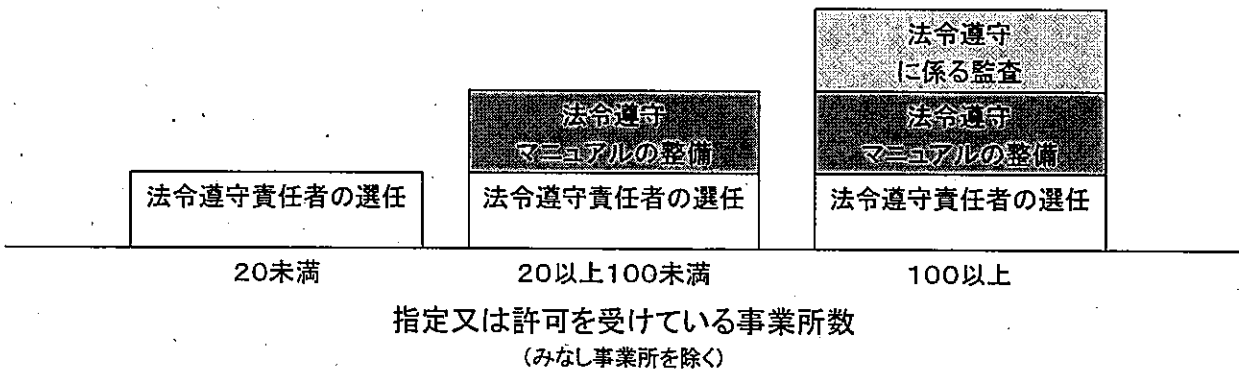 法令遵守
に係る監査
法令遵守
マニュアルの整備
法令遵守
マニュアルの整備
法令遵守責任者の選任
法令遵守責任者の選任
法令遵守責任者の選任
20未満
20以上100未満
100以上
指定又は許可を受けている事業所数
(みなし事業所を除く)